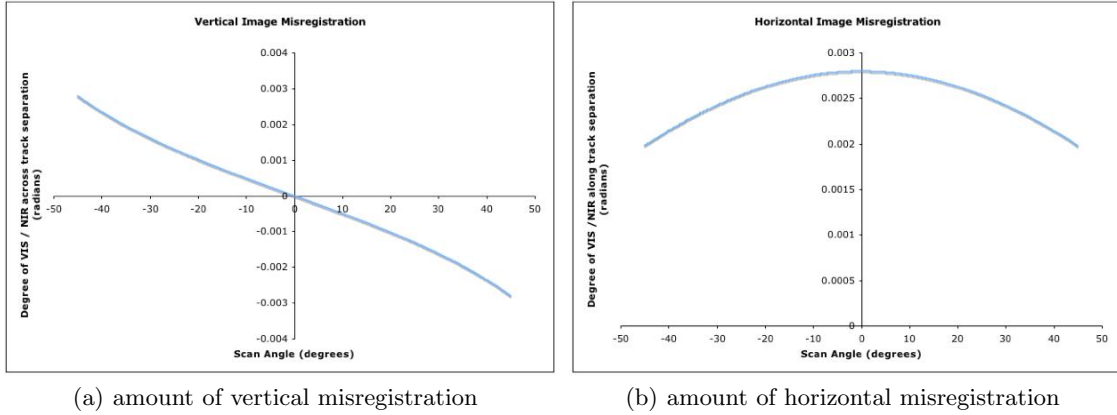 Vertical Image Misregistration
Degree of VIS / NIR across track separation
(radians)
0.004
0.003
0.002
0.001
0
-0.001
-0.002
-0.003
-0.004
-50 -40 -30 -20 -10 0 10 20 30 40 50
Scan Angle (degrees)
(a) amount of vertical misregistration
Horizontal Image Misregistration
Degree of VIS /NIR along track separation
(radians)
0.003
0.0025
0.002
0.0015
0.001
0.0005
0
-50 -40 -30 -20 -10 0 10 20 30 40 50
Scan Angle (degrees)
(b) amount of horizontal misregistration